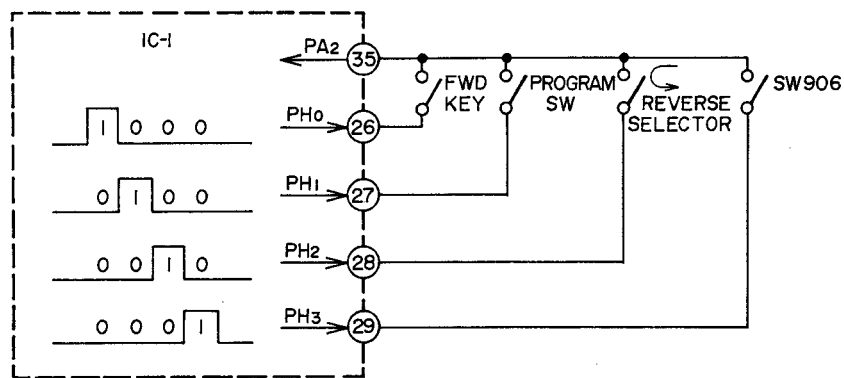 IC-1
PA2
35
FWD
KEY
PROGRAM
SW
REVERSE
SELECTOR
SW906
1 0 0 0
PH0
26
0 1 0 0
PH1
27
0 0 1 0
PH2
28
0 0 0 1
PH3
29